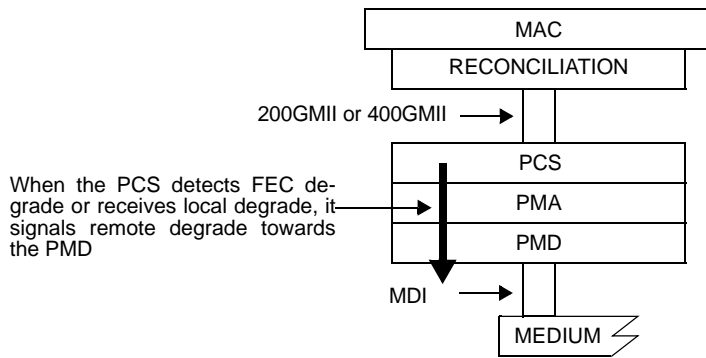 MAC
RECONCILIATION
200GMII or 400GMII
PCS
When the PCS detects FEC de-
grade or receives local degrade, it
signals remote degrade towards
the PMD
PMA
PMD
MDI
MEDIUM